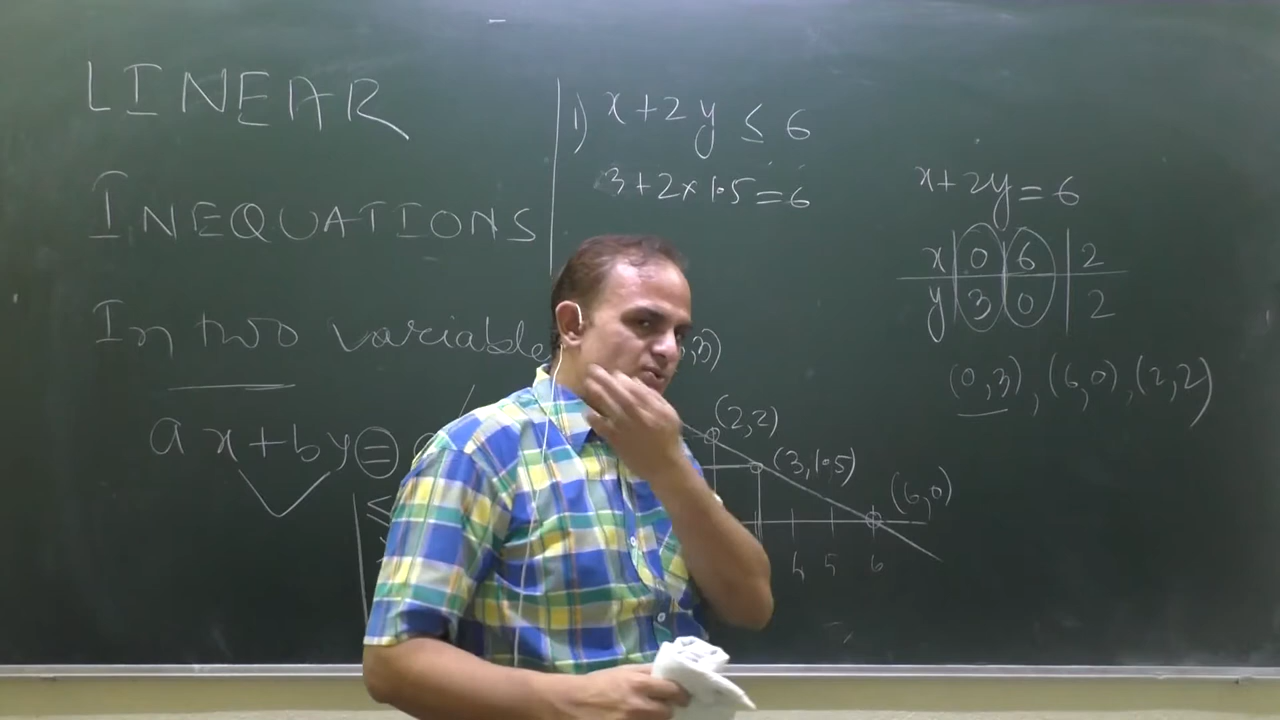 LINEAR
INEQUATIONS
In two variable
ax+by=
≤
1) x+2y ≤ 6
3+2×1.5=6
x+2y=6
x 0 6 2
y 3 0 2
(0,3), (6,0), (2,2)
,3)
(2,2)
(3,1.5)
(6,0)
4 5 6